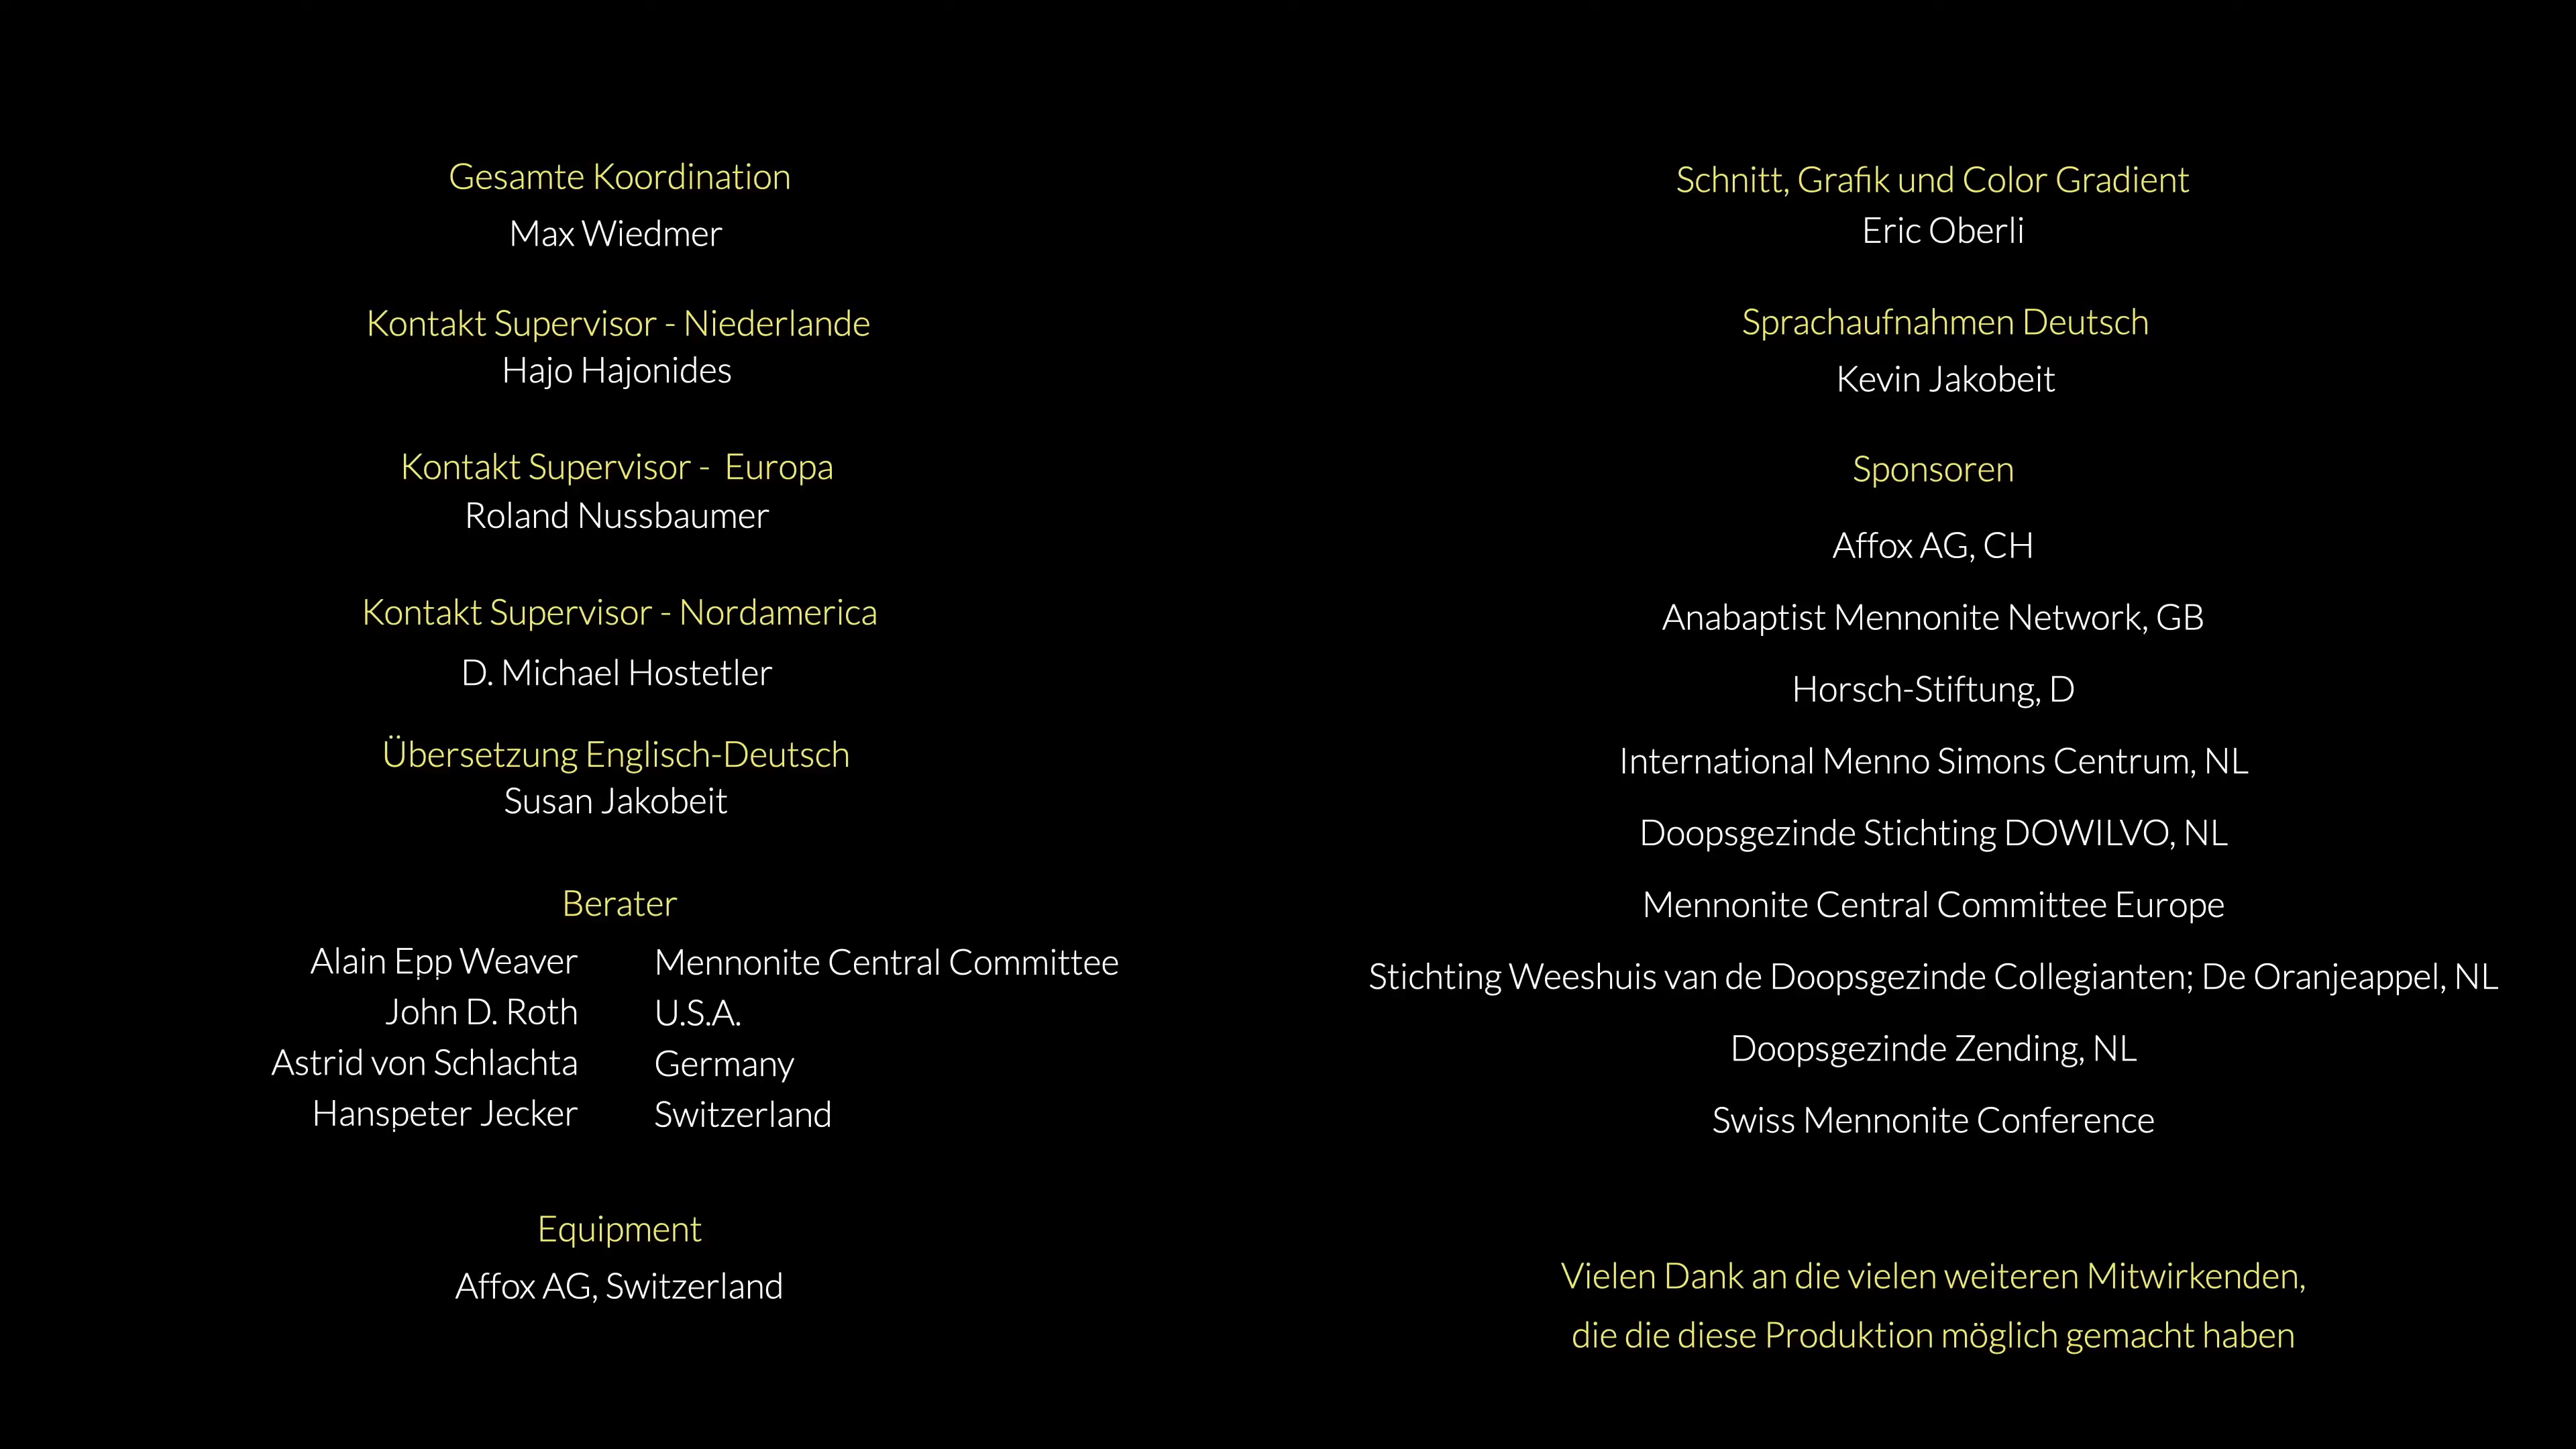 Gesamte Koordination
Max Wiedmer
Kontakt Supervisor - Niederlande
Hajo Hajonides
Kontakt Supervisor -  Europa
Roland Nussbaumer
Kontakt Supervisor - Nordamerica
D. Michael Hostetler
Übersetzung Englisch-Deutsch
Susan Jakobeit
Berater
Alain Epp Weaver Mennonite Central Committee
John D. Roth U.S.A.
Astrid von Schlachta Germany
Hanspeter Jecker Switzerland
Equipment
Affox AG, Switzerland
Schnitt, Grafik und Color Gradient
Eric Oberli
Sprachaufnahmen Deutsch
Kevin Jakobeit
Sponsoren
Affox AG, CH
Anabaptist Mennonite Network, GB
Horsch-Stiftung, D
International Menno Simons Centrum, NL
Doopsgezinde Stichting DOWILVO, NL
Mennonite Central Committee Europe
Stichting Weeshuis van de Doopsgezinde Collegianten; De Oranjeappel, NL
Doopsgezinde Zending, NL
Swiss Mennonite Conference
Vielen Dank an die vielen weiteren Mitwirkenden,
die die diese Produktion möglich gemacht haben